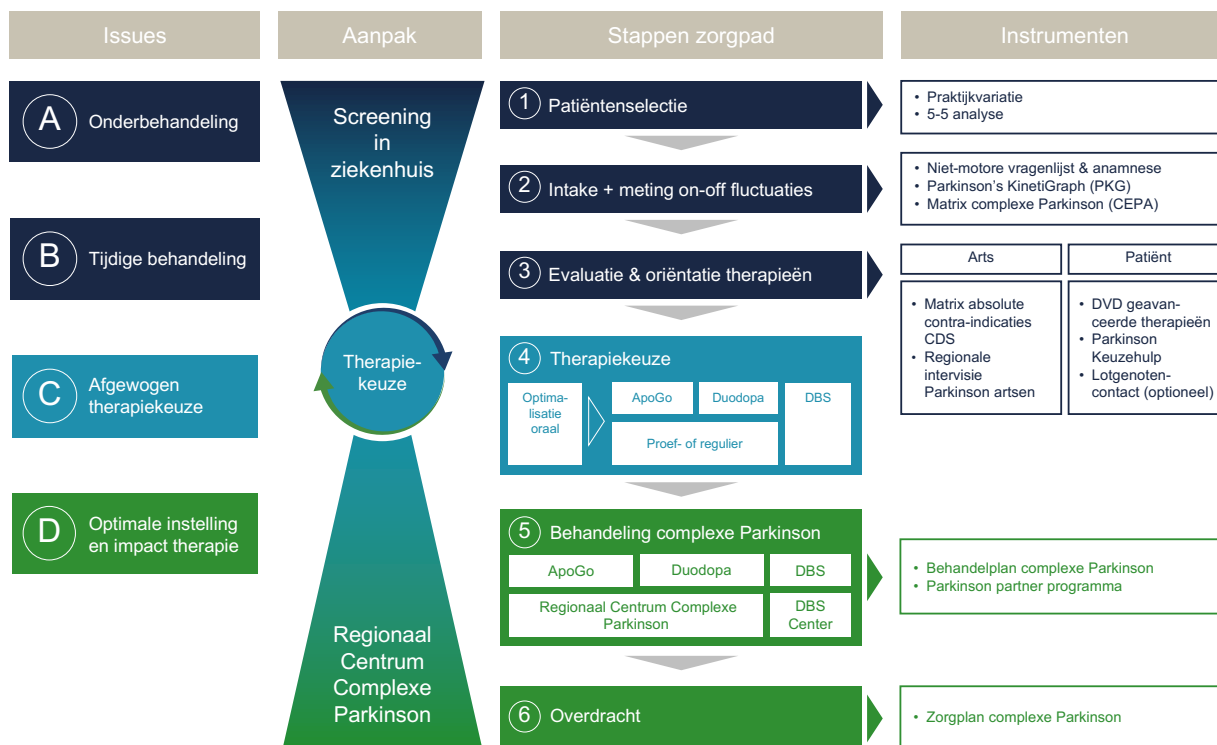 Issues
Aanpak
Stappen zorgpad
Instrumenten
A
Onderbehandeling
B
Tijdige behandeling
C
Afgewogen
therapiekeuze
D
Optimale instelling
en impact therapie
Screening
in
ziekenhuis
Therapie-
keuze
Regionaal
Centrum
Complexe
Parkinson
1 Patiëntenselectie
• Praktijkvariatie
• 5-5 analyse
2 Intake + meting on-off fluctuaties
• Niet-motore vragenlijst & anamnese
• Parkinson's KinetiGraph (PKG)
• Matrix complexe Parkinson (CEPA)
3 Evaluatie & oriëntatie therapieën
Arts
• Matrix absolute
contra-indicaties
CDS
• Regionale
intervisie
Parkinson artsen
Patiënt
• DVD geavan-
ceerde therapieën
• Parkinson
Keuzehulp
• Lotgenoten-
contact (optioneel)
4 Therapiekeuze
Optima-
lisatie
oraal
ApoGo
Duodopa
DBS
Proef- of regulier
5 Behandeling complexe Parkinson
ApoGo
Duodopa
DBS
Regionaal Centrum Complexe
Parkinson
DBS
Center
• Behandelplan complexe Parkinson
• Parkinson partner programma
6 Overdracht
• Zorgplan complexe Parkinson